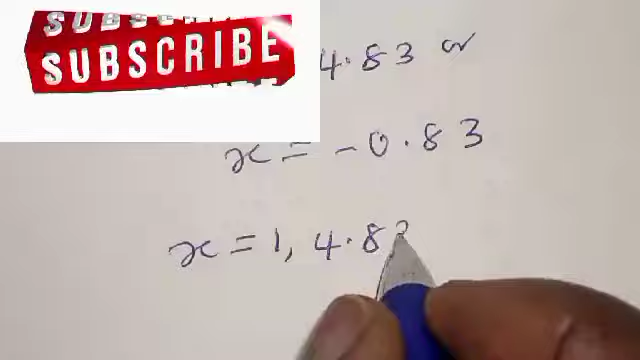 SUBSCRIBE
SUBSCRIBE
4.83 or
x = -0.83
x = 1, 4.83